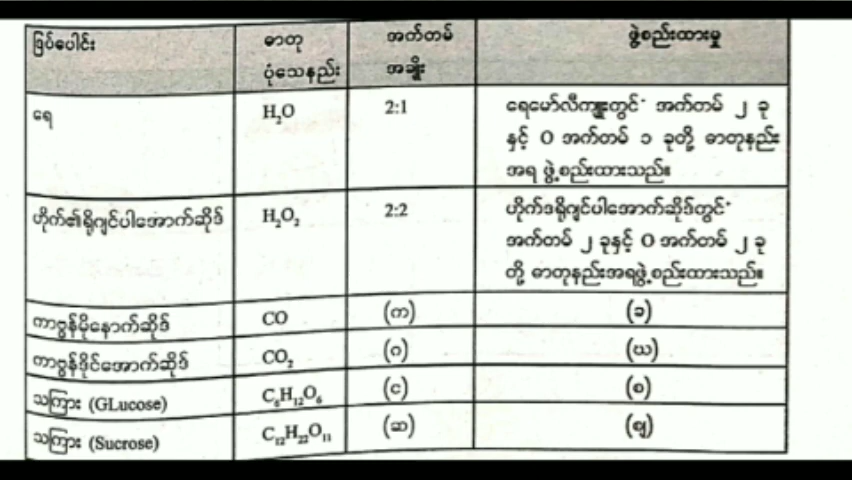 ဒြပ်ပေါင်း
ဓာတု
ပုံသေနည်း
အက်တမ်
အချိုး
ဖွဲ့စည်းထားမှု
ရေ
H₂O
2:1
ရေမော်လီကျူးတွင် အက်တမ် ၂ ခု
နှင့် O အက်တမ် ၁ ခုတို့ ဓာတုနည်း
အရ ဖွဲ့စည်းထားသည်။
ဟိုက်၏ရိုဂျင်ပါအောက်ဆိုဒ်
H₂O₂
2:2
ဟိုက်ဒရိုဂျင်ပါအောက်ဆိုဒ်တွင်
အက်တမ် ၂ ခုနှင့် O အက်တမ် ၂ ခု
တို့ ဓာတုနည်းအရဖွဲ့စည်းထားသည်။
ကာဗွန်မိုနောက်ဆိုဒ်
CO
(က)
(ခ)
ကာဗွန်ဒိုင်အောက်ဆိုဒ်
CO₂
(ဂ)
(ဃ)
သကြား (GLucose)
C₆H₁₂O₆
(င)
(စ)
သကြား (Sucrose)
C₁₂H₂₂O₁₁
(ဆ)
(ဈ)